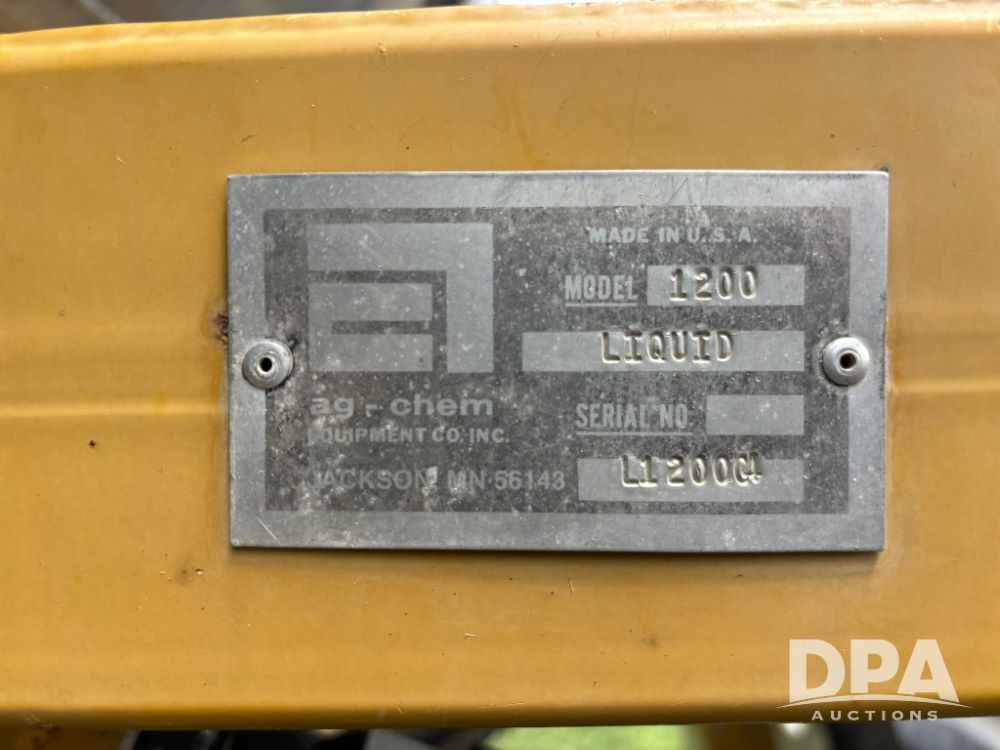 MADE IN U.S.A.
MODEL 1200
LIQUID
ag-chem
EQUIPMENT CO. INC.
JACKSON, MN 56143
SERIAL NO.
DPA
AUCTIONS